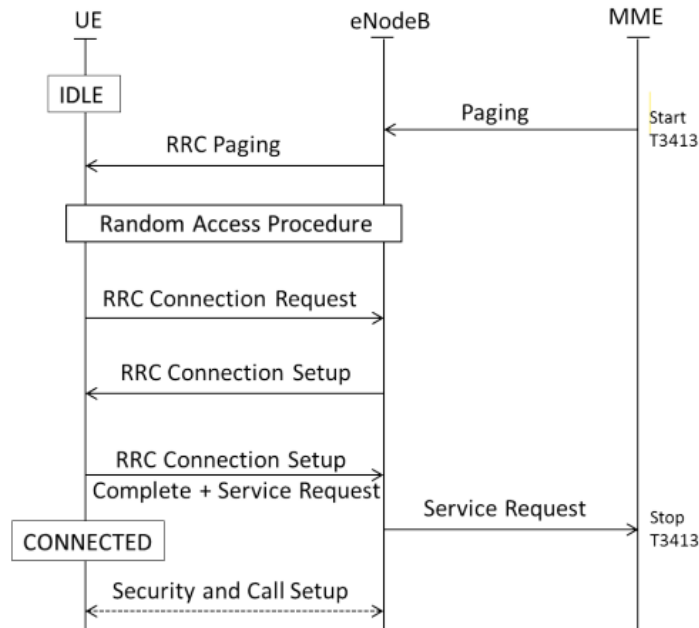 UE
eNodeB
MME
IDLE
Paging
Start
T3413
RRC Paging
Random Access Procedure
RRC Connection Request
RRC Connection Setup
RRC Connection Setup
Complete + Service Request
Service Request
Stop
T3413
CONNECTED
Security and Call Setup